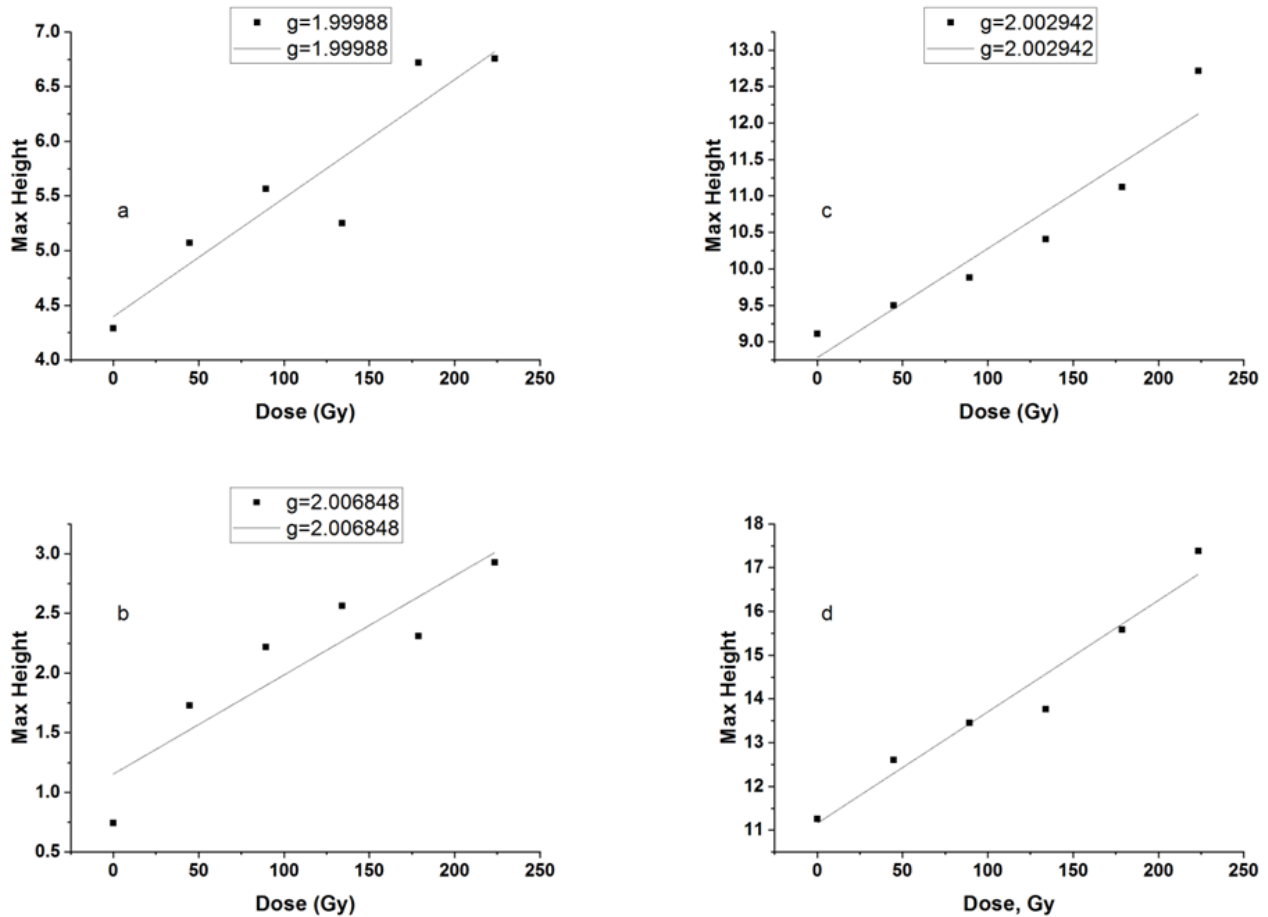 g=1.99988
g=1.99988
7.0
6.5
6.0
5.5
5.0
4.5
4.0
Max Height
a
0 50 100 150 200 250
Dose (Gy)
g=2.002942
g=2.002942
13.0
12.5
12.0
11.5
11.0
10.5
10.0
9.5
9.0
Max Height
c
0 50 100 150 200 250
Dose (Gy)
g=2.006848
g=2.006848
3.0
2.5
2.0
1.5
1.0
0.5
Max Height
b
0 50 100 150 200 250
Dose (Gy)
18
17
16
15
14
13
12
11
Max Height
d
0 50 100 150 200 250
Dose, Gy